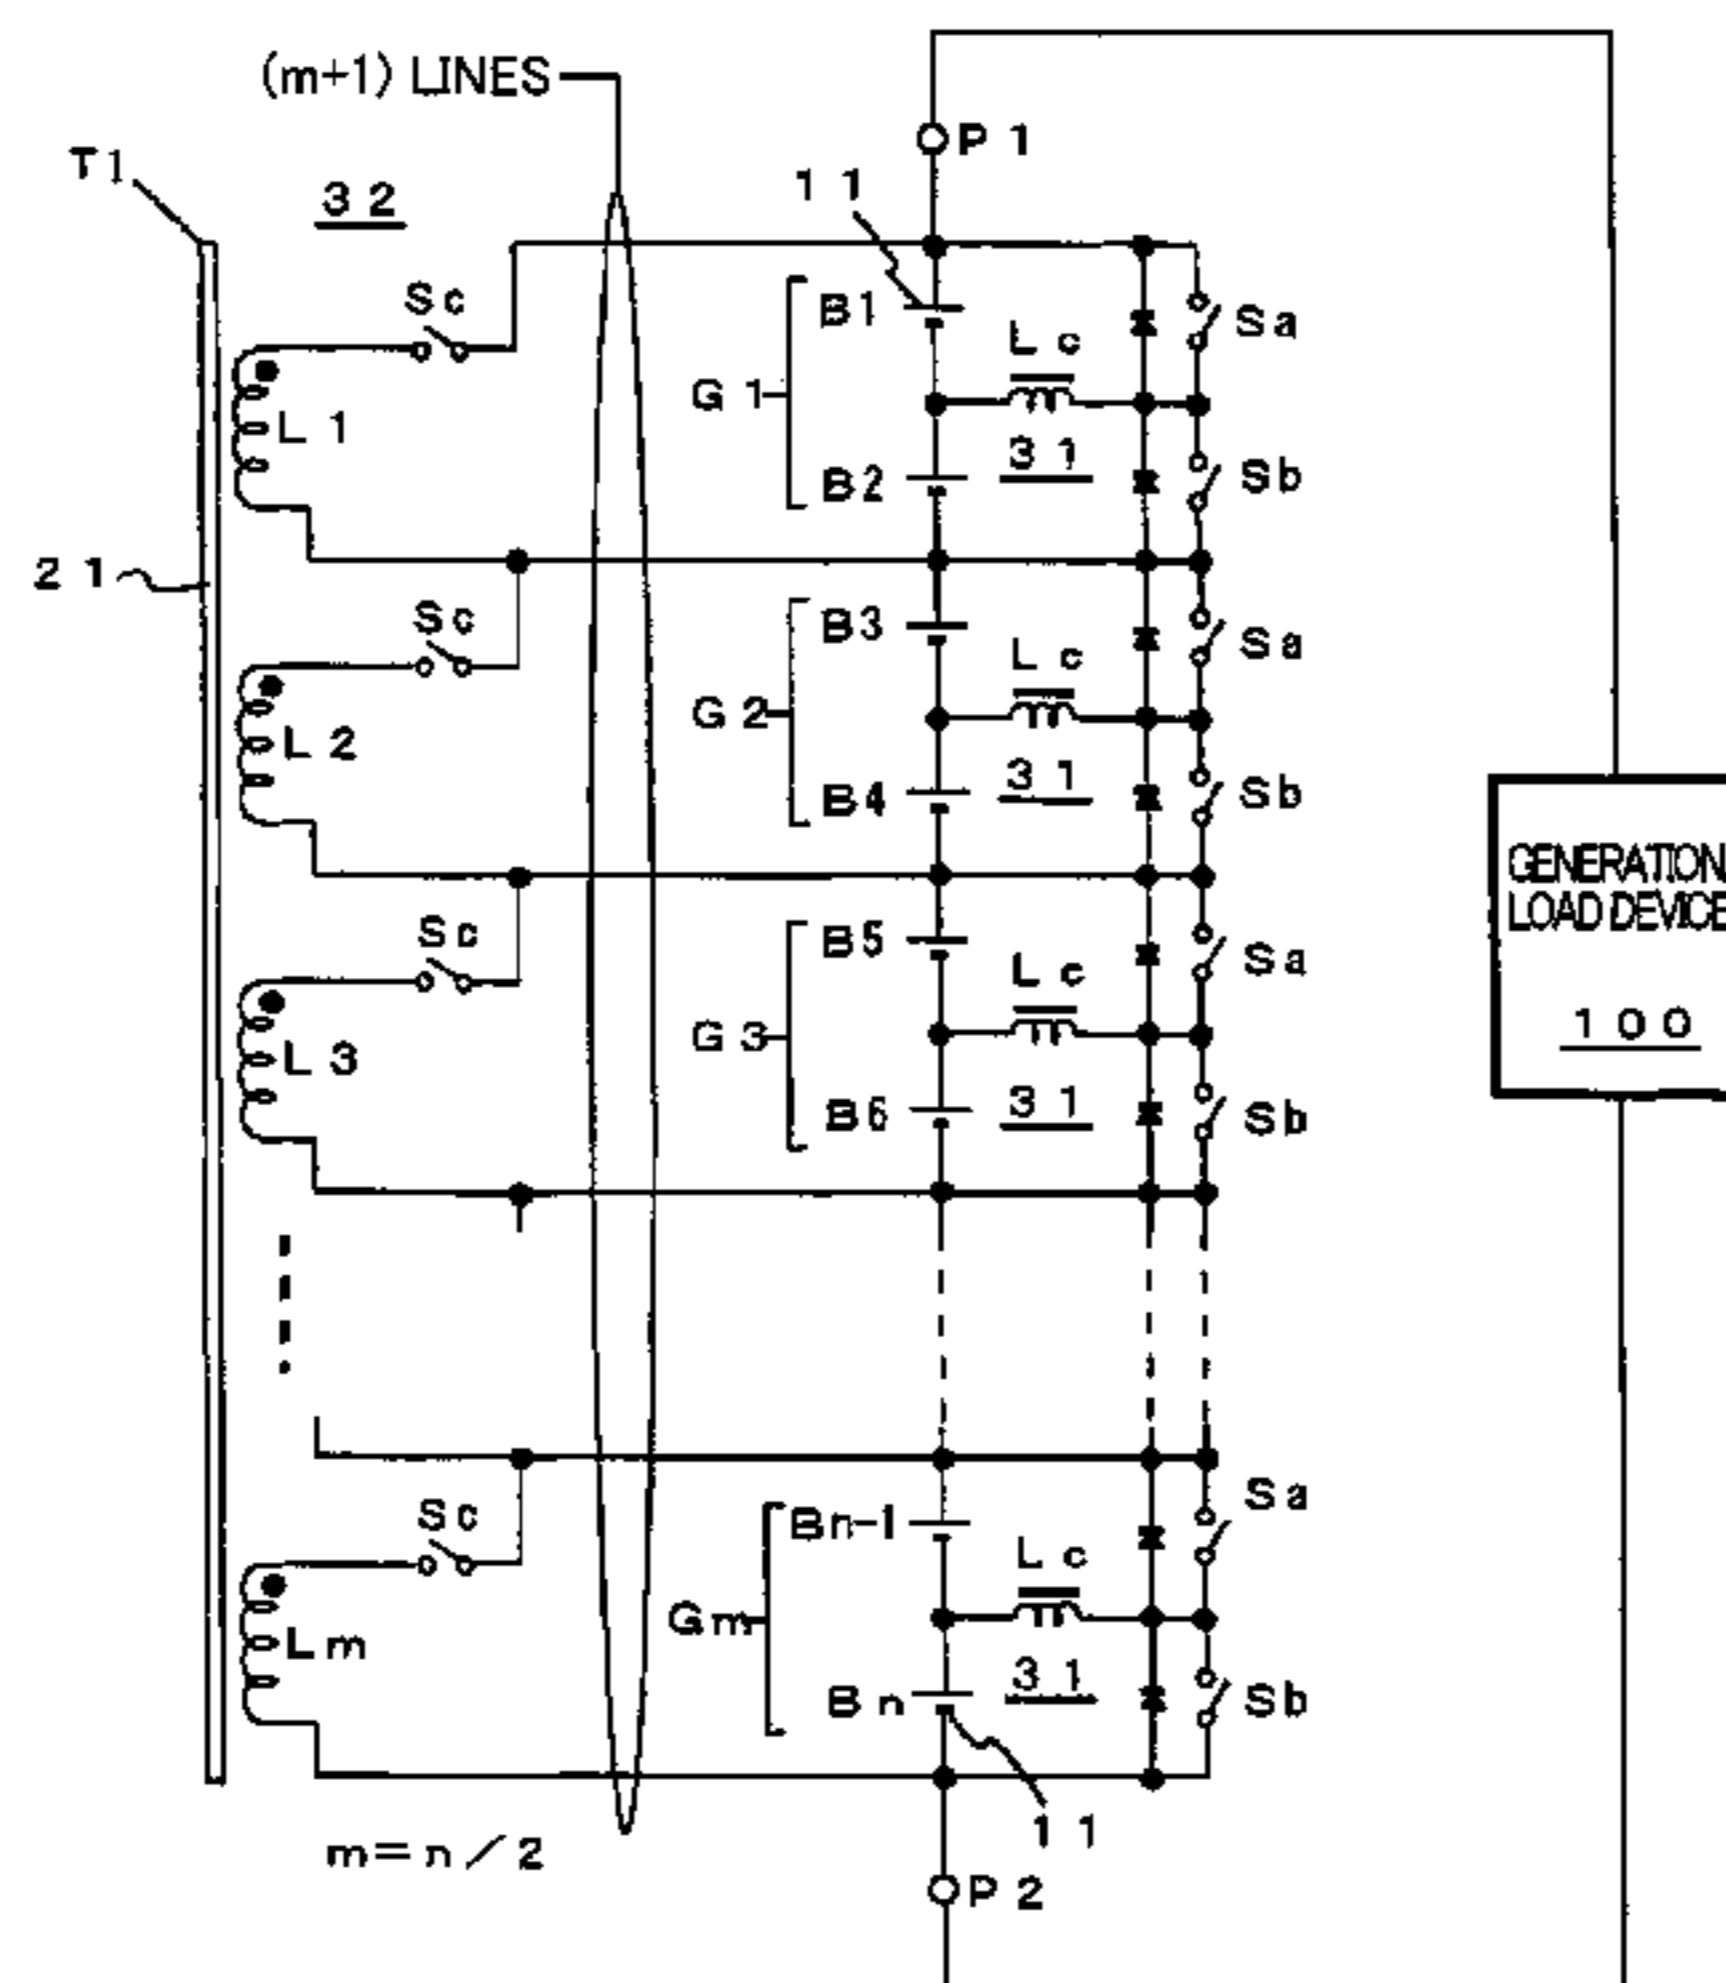 (m+1) LINES
T1
32
P1
11
Sc
B1
Lc
Sa
G1
L1
31
B2
Sb
21
Sc
B3
Lc
Sa
G2
L2
31
B4
Sb
GENERATION
LOAD DEVICE
100
Sc
B5
Lc
Sa
G3
L3
31
B6
Sb
Sc
Bn-1
Lc
Sa
Gm
Lm
31
Bn
Sb
11
m=n/2
P2